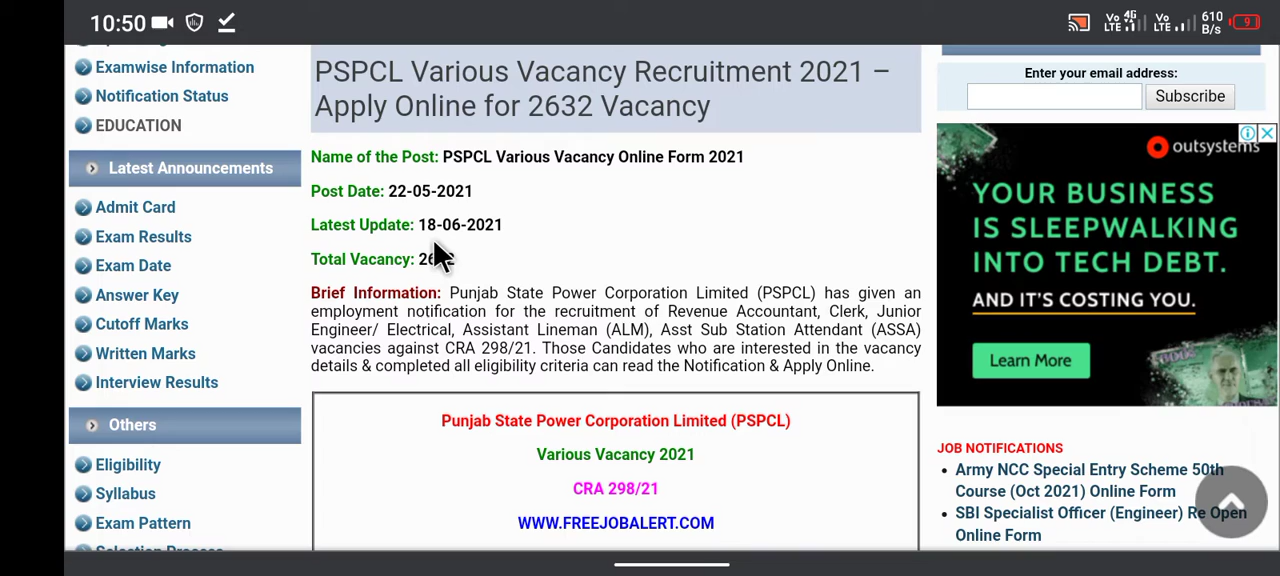 10:50
Vo LTE 4G Vo LTE 610 B/s 9
Examwise Information
Notification Status
EDUCATION
Latest Announcements
Admit Card
Exam Results
Exam Date
Answer Key
Cutoff Marks
Written Marks
Interview Results
Others
Eligibility
Syllabus
Exam Pattern
Selection Process
PSPCL Various Vacancy Recruitment 2021 –
Apply Online for 2632 Vacancy
Name of the Post: PSPCL Various Vacancy Online Form 2021
Post Date: 22-05-2021
Latest Update: 18-06-2021
Total Vacancy:
Brief Information: Punjab State Power Corporation Limited (PSPCL) has given an
employment notification for the recruitment of Revenue Accountant, Clerk, Junior
Engineer/ Electrical, Assistant Lineman (ALM), Asst Sub Station Attendant (ASSA)
vacancies against CRA 298/21. Those Candidates who are interested in the vacancy
details & completed all eligibility criteria can read the Notification & Apply Online.
Punjab State Power Corporation Limited (PSPCL)
Various Vacancy 2021
CRA 298/21
WWW.FREEJOBALERT.COM
Enter your email address:
Subscribe
outsystems
YOUR BUSINESS
IS SLEEPWALKING
INTO TECH DEBT.
AND IT'S COSTING YOU.
Learn More
JOB NOTIFICATIONS
Army NCC Special Entry Scheme 50th
Course (Oct 2021) Online Form
SBI Specialist Officer (Engineer) Re Open
Online Form